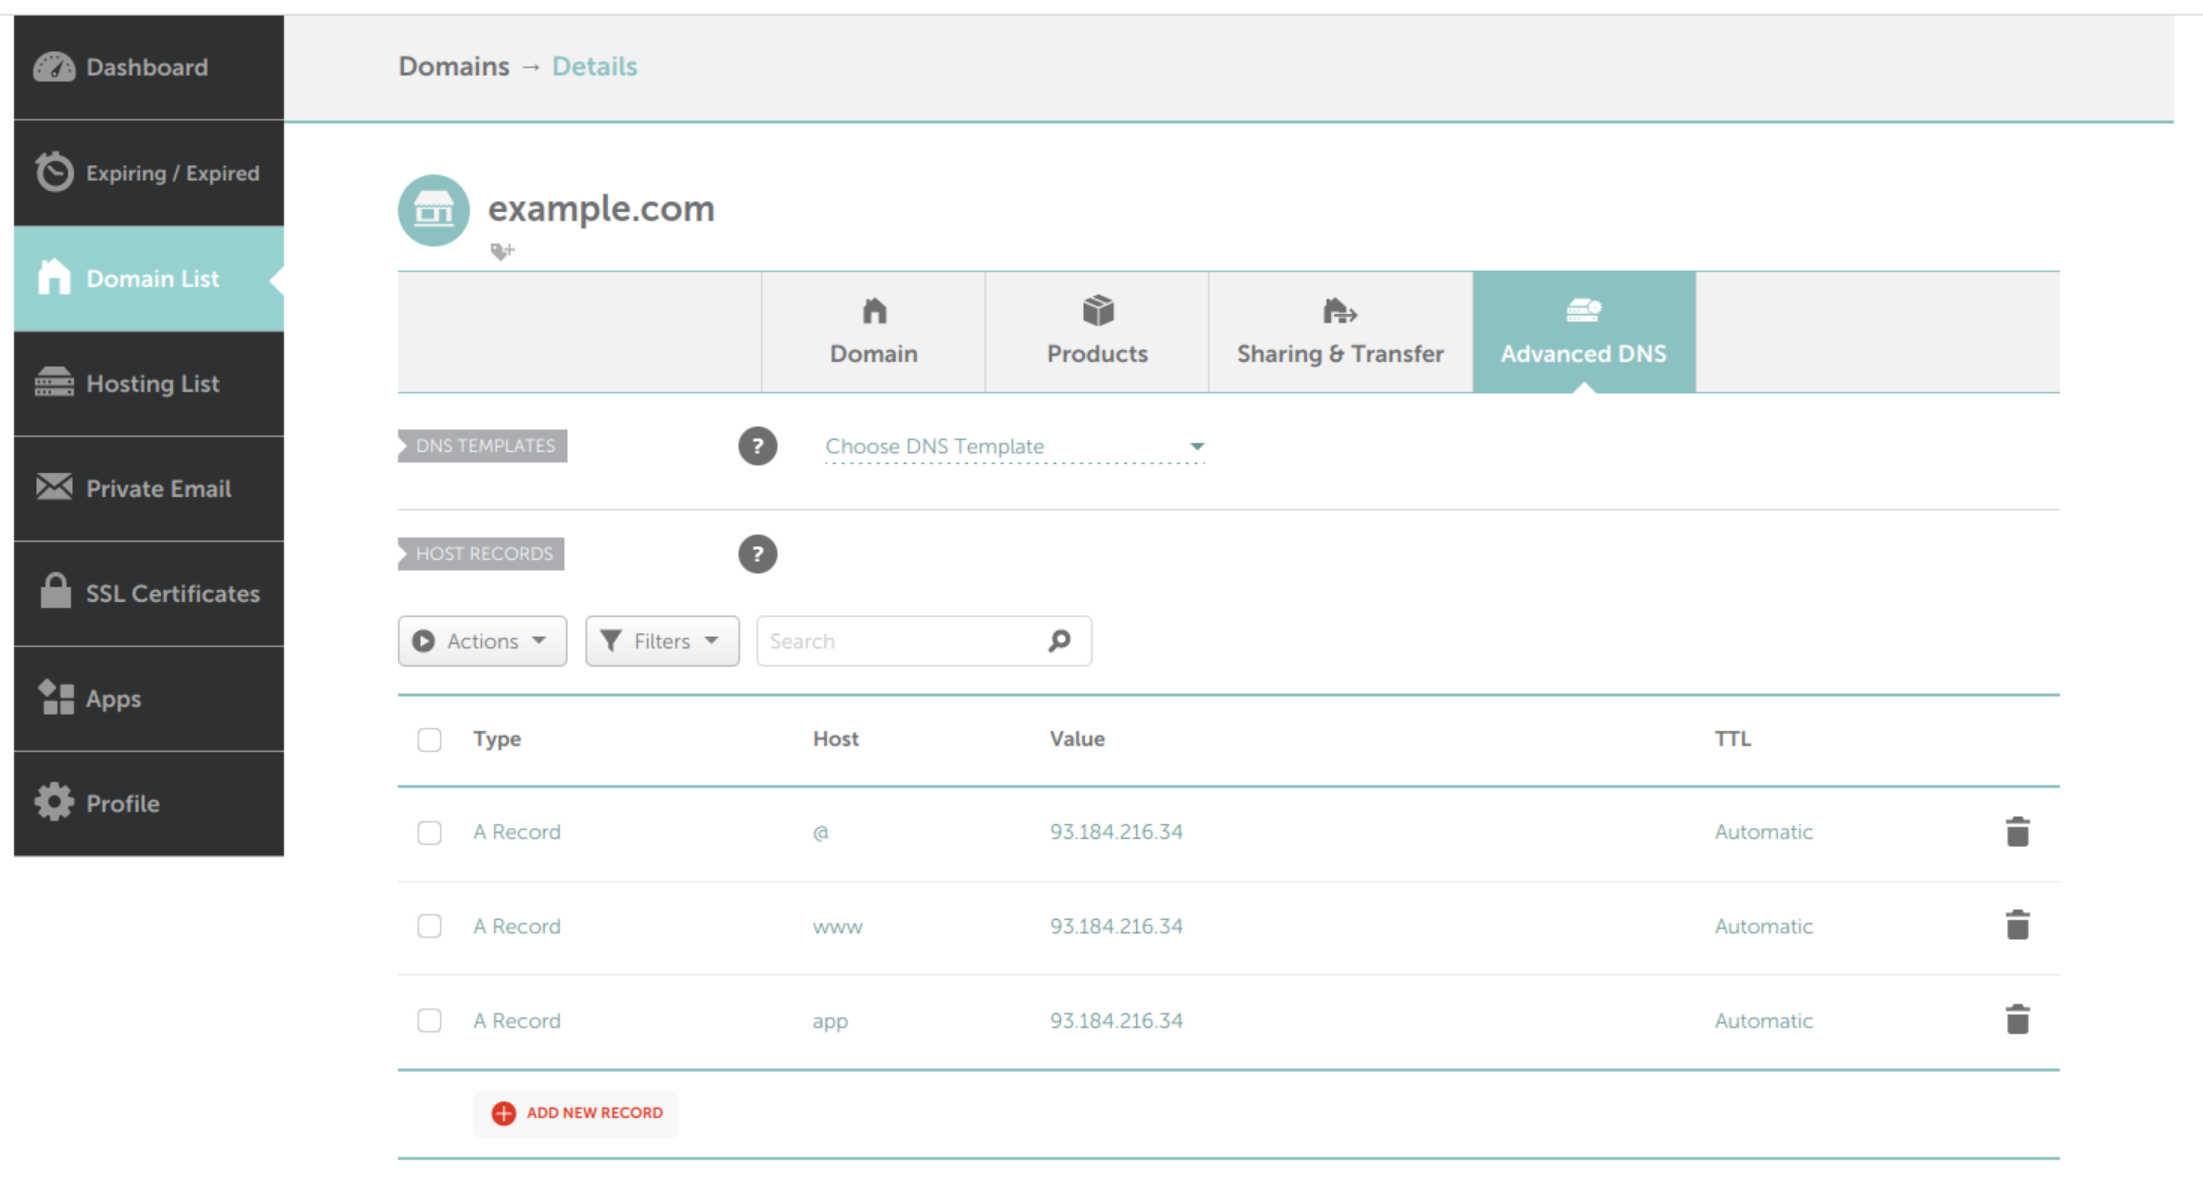 Dashboard
Expiring / Expired
Domain List
Hosting List
Private Email
SSL Certificates
Apps
Profile
Domains → Details
example.com
Domain
Products
Sharing & Transfer
Advanced DNS
DNS TEMPLATES ? Choose DNS Template
HOST RECORDS ?
Actions Filters Search
Type Host Value TTL
A Record @ 93.184.216.34 Automatic
A Record www 93.184.216.34 Automatic
A Record app 93.184.216.34 Automatic
ADD NEW RECORD